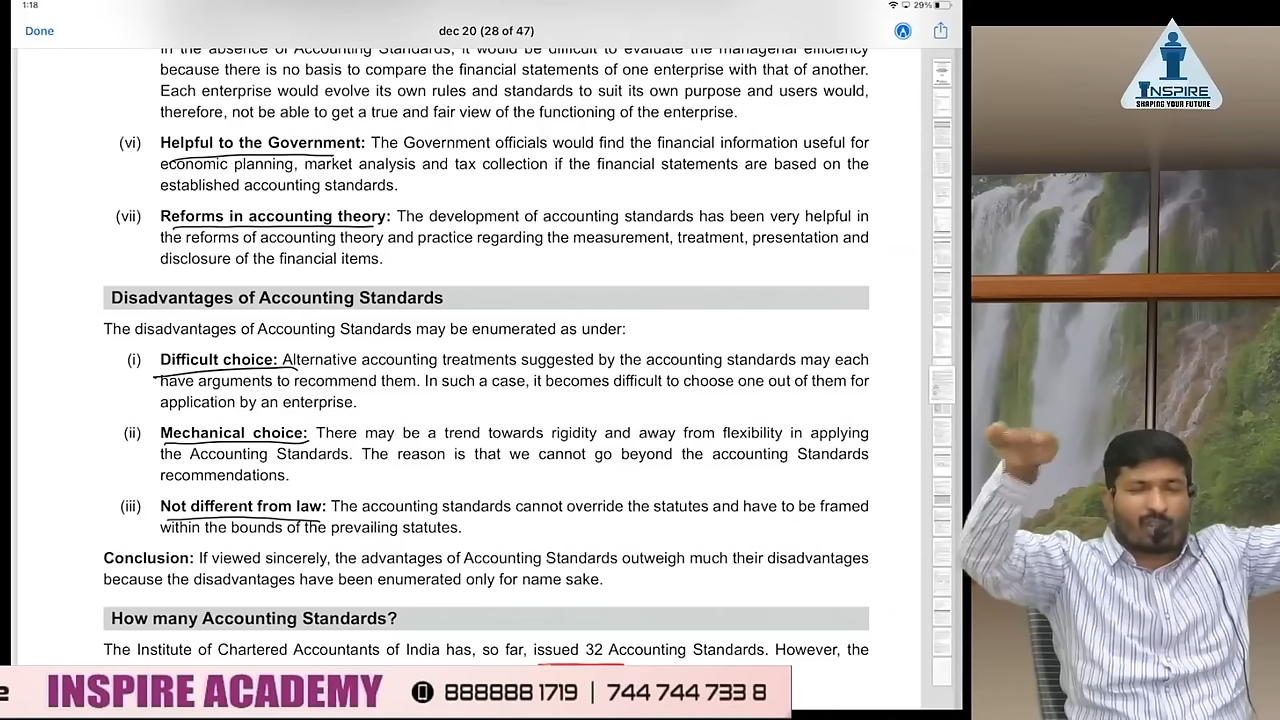 1:18
29%
Done
dec 20 (28 of 47)
in the absence of Accounting Standards, it would be difficult to evaluate the managerial efficiency
because there is no basis to compare the financial statements of one enterprise with that of another.
Each enterprise would evolve its own rules and standards to suit its own purpose and users would,
therefore, not be able to get a true and fair view of the functioning of the enterprise.
(vi) Helpful to the Government: The Government officials would find the financial information useful for
economic planning, market analysis and tax collection if the financial statements are based on the
established accounting standards.
(vii) Reforms in accounting theory: The development of accounting standards has been very helpful in
the reforms of accounting theory and practice regarding the measurement, treatment, presentation and
disclosure of the financial items.
Disadvantages of Accounting Standards
The disadvantages of Accounting Standards may be enumerated as under:
(i) Difficult choice: Alternative accounting treatments suggested by the accounting standards may each
have arguments to recommend them. In such a case, it becomes difficult to choose one out of them for
application by an enterprise.
(ii) Mechanical choice: There may be a trend towards rigidity and away from flexibility in applying
the Accounting Standards. The person is therefore cannot go beyond the accounting Standards
recommendations.
(iii) Not different from law: The accounting standards cannot override the statutes and have to be framed
within the bounds of the prevailing statutes.
Conclusion: If viewed sincerely, the advantages of Accounting Standards outweigh much their disadvantages
because the disadvantages have been enumerated only for name sake.
How many Accounting Standards?
The Institute of Chartered Accountants of India has, so far, issued 32 Accounting Standards. However, the
INSPIRE ACADEMY 888888 1719 | 744 744 733 8
INSPIRE
SHAPING YOUR FUTURE